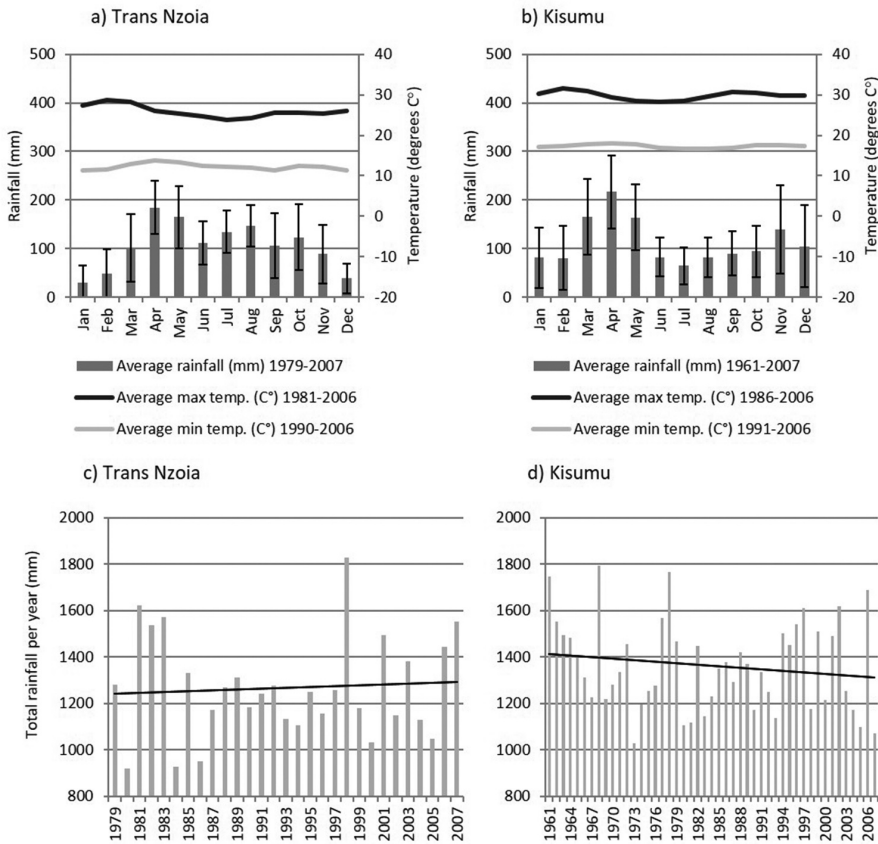 a) Trans Nzoia
Rainfall (mm)
500
400
300
200
100
0
40
30
20
10
0
-10
-20
Temperature (degrees C°)
Jan
Feb
Mar
Apr
May
Jun
Jul
Aug
Sep
Oct
Nov
Dec
Average rainfall (mm) 1979-2007
Average max temp. (C°) 1981-2006
Average min temp. (C°) 1990-2006
b) Kisumu
Rainfall (mm)
500
400
300
200
100
0
40
30
20
10
0
-10
-20
Temperature (degrees C°)
Jan
Feb
Mar
Apr
May
Jun
Jul
Aug
Sep
Oct
Nov
Dec
Average rainfall (mm) 1961-2007
Average max temp. (C°) 1986-2006
Average min temp. (C°) 1991-2006
c) Trans Nzoia
Total rainfall per year (mm)
2000
1800
1600
1400
1200
1000
800
1979
1981
1983
1985
1987
1989
1991
1993
1995
1997
1999
2001
2003
2005
2007
d) Kisumu
2000
1800
1600
1400
1200
1000
800
1961
1964
1967
1970
1973
1976
1979
1982
1985
1988
1991
1994
1997
2000
2003
2006